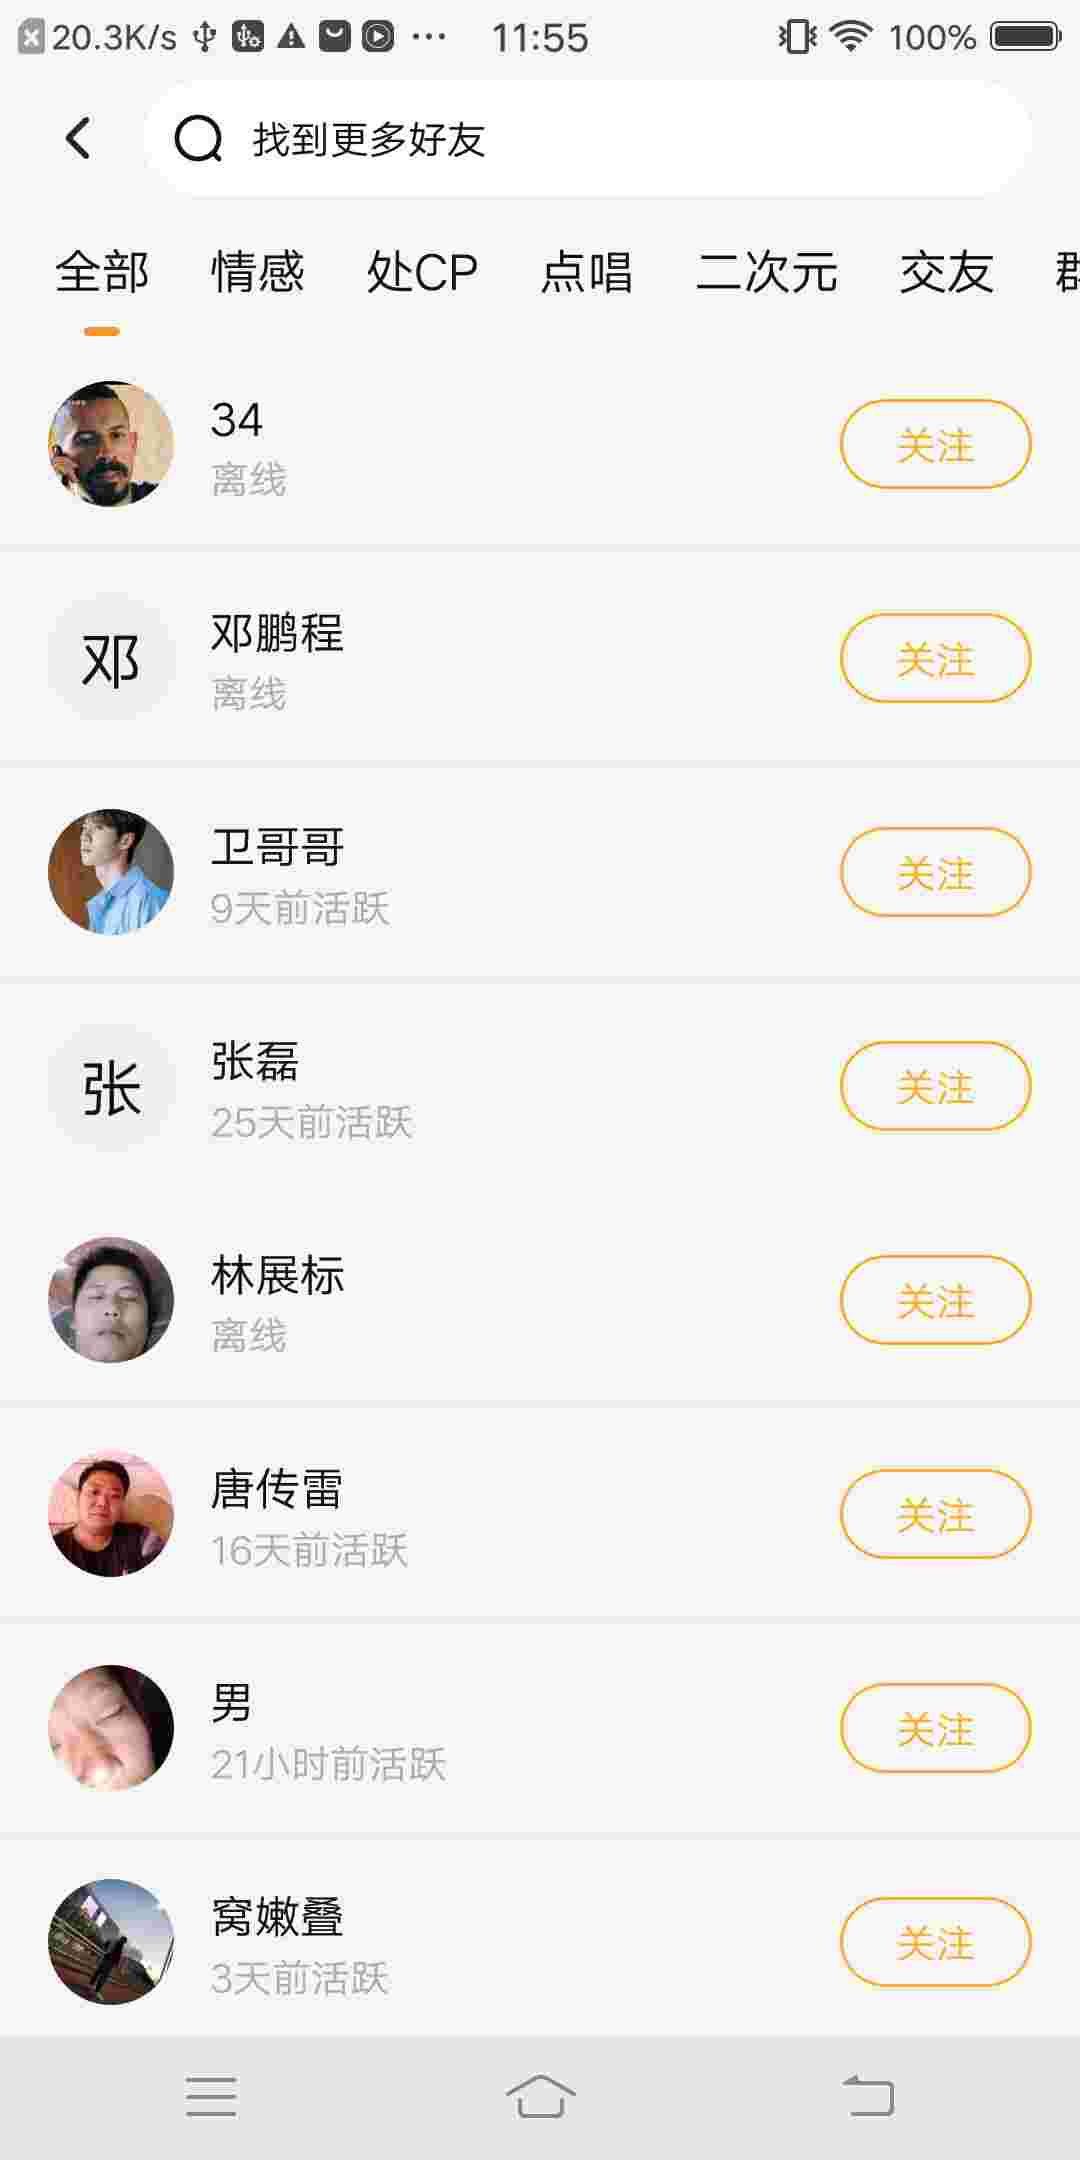 20.3K/s 11:55 100%
找到更多好友
全部 情感 处CP 点唱 二次元 交友
34
离线
关注
邓
邓鹏程
离线
关注
卫哥哥
9天前活跃
关注
张
张磊
25天前活跃
关注
林展标
离线
关注
唐传雷
16天前活跃
关注
男
21小时前活跃
关注
窝嫩叠
3天前活跃
关注